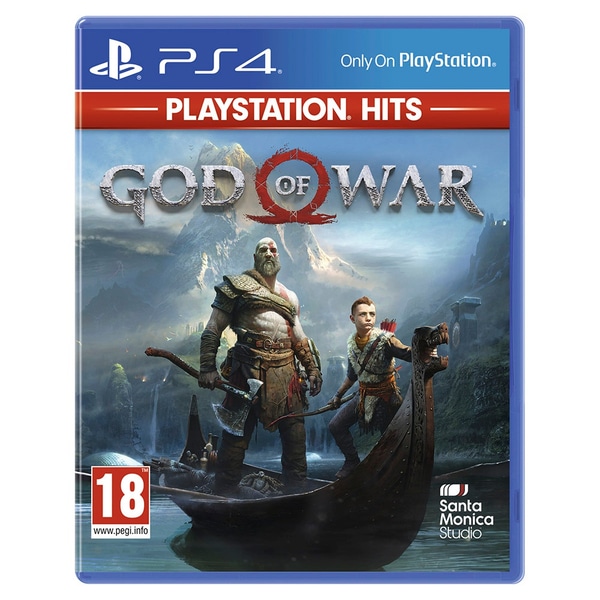 PS4
Only On PlayStation
PLAYSTATION HITS
GOD OF WAR
18
www.pegi.info
Santa
Monica
Studio